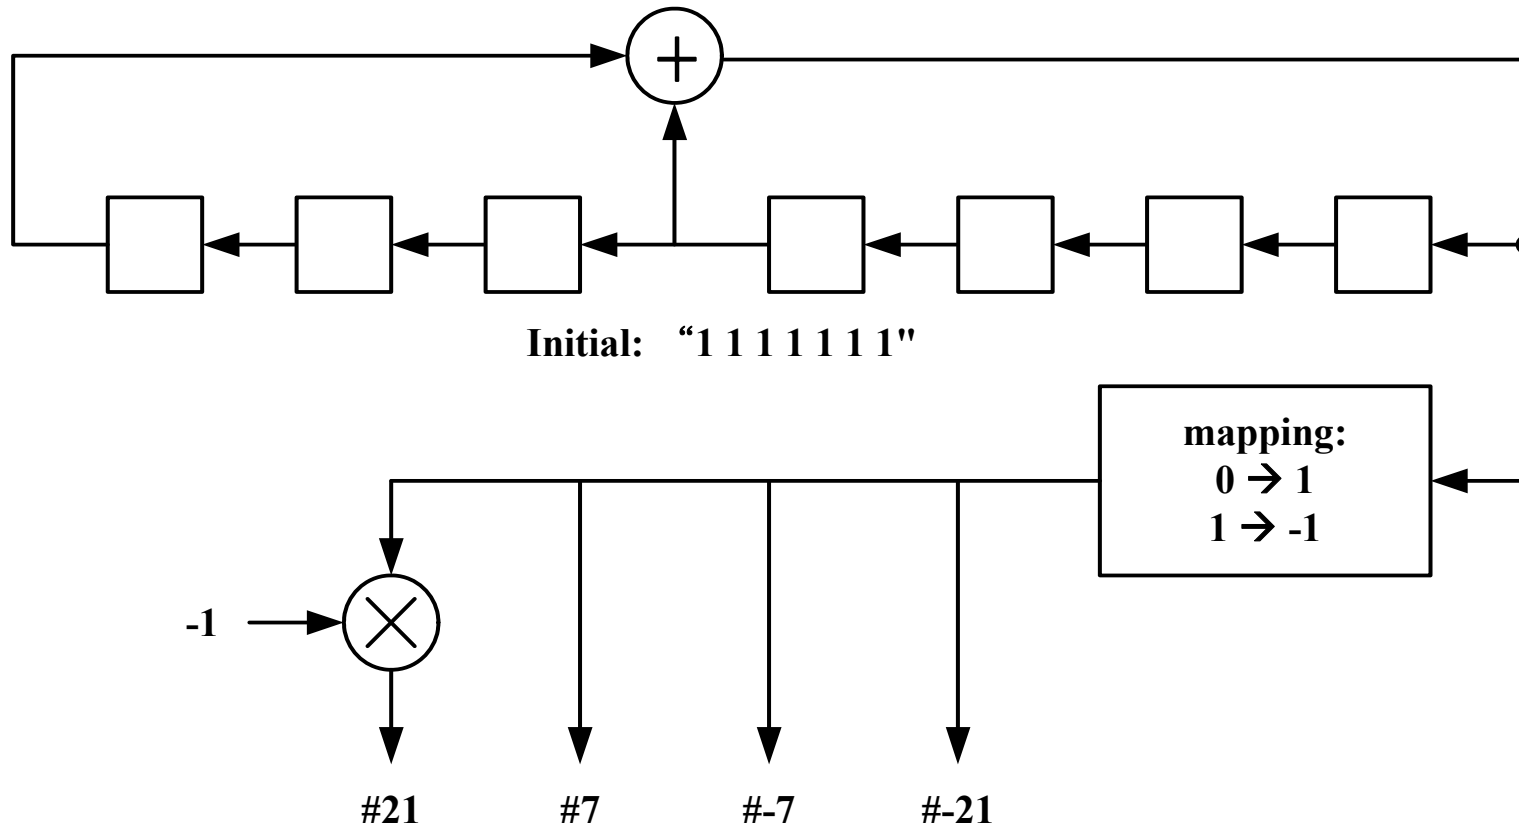 +
Initial: “1 1 1 1 1 1 1"
mapping:
0 → 1
1 → -1
-1
#21 #7 #-7 #-21